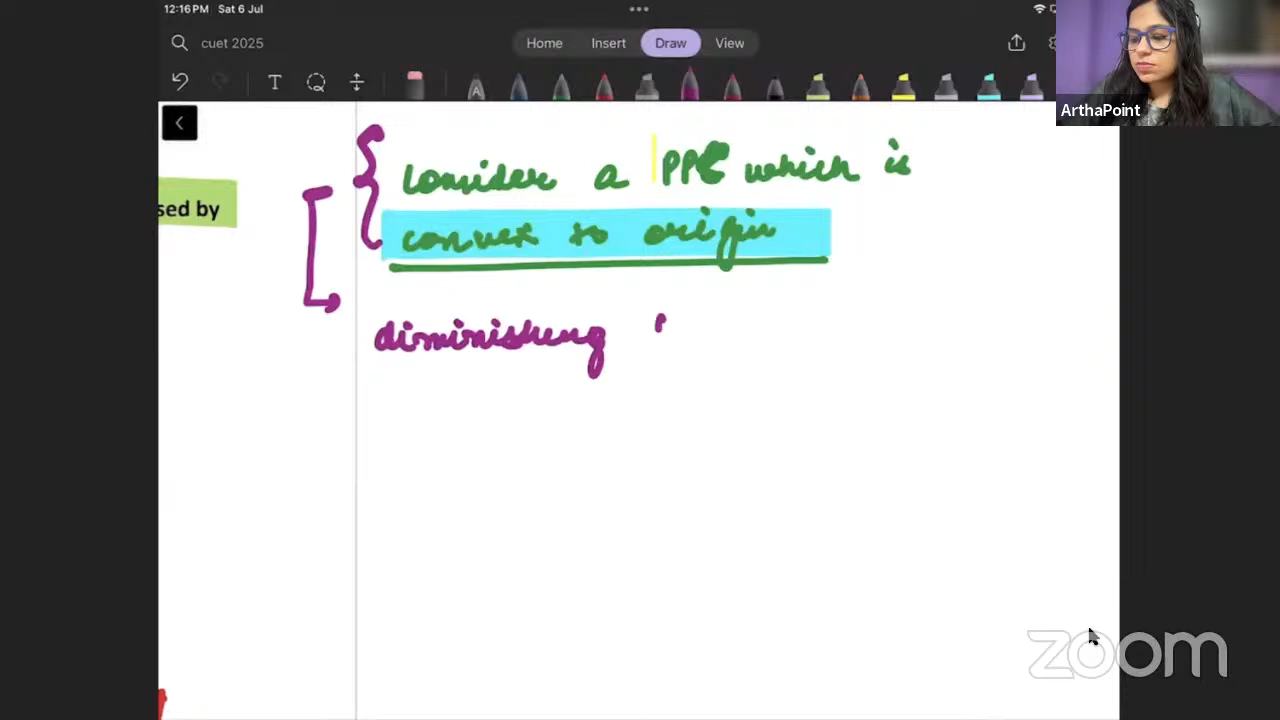 12:16 PM Sat 6 Jul
cuet 2025
Home Insert Draw View
T
A
ArthaPoint
sed by
Consider a PPC which is
convex to origin
diminishing
zoom